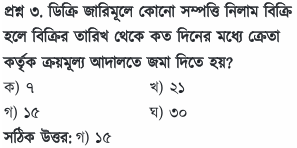 প্রশ্ন ৩. ডিক্রি জারিমূলে কোনো সম্পত্তি নিলাম বিক্রি
হলে বিক্রির তারিখ থেকে কত দিনের মধ্যে ক্রেতা
কর্তৃক ক্রয়মূল্য আদালতে জমা দিতে হয়?
ক) ৭ খ) ২১
গ) ১৫ ঘ) ৩০
সঠিক উত্তর: গ) ১৫